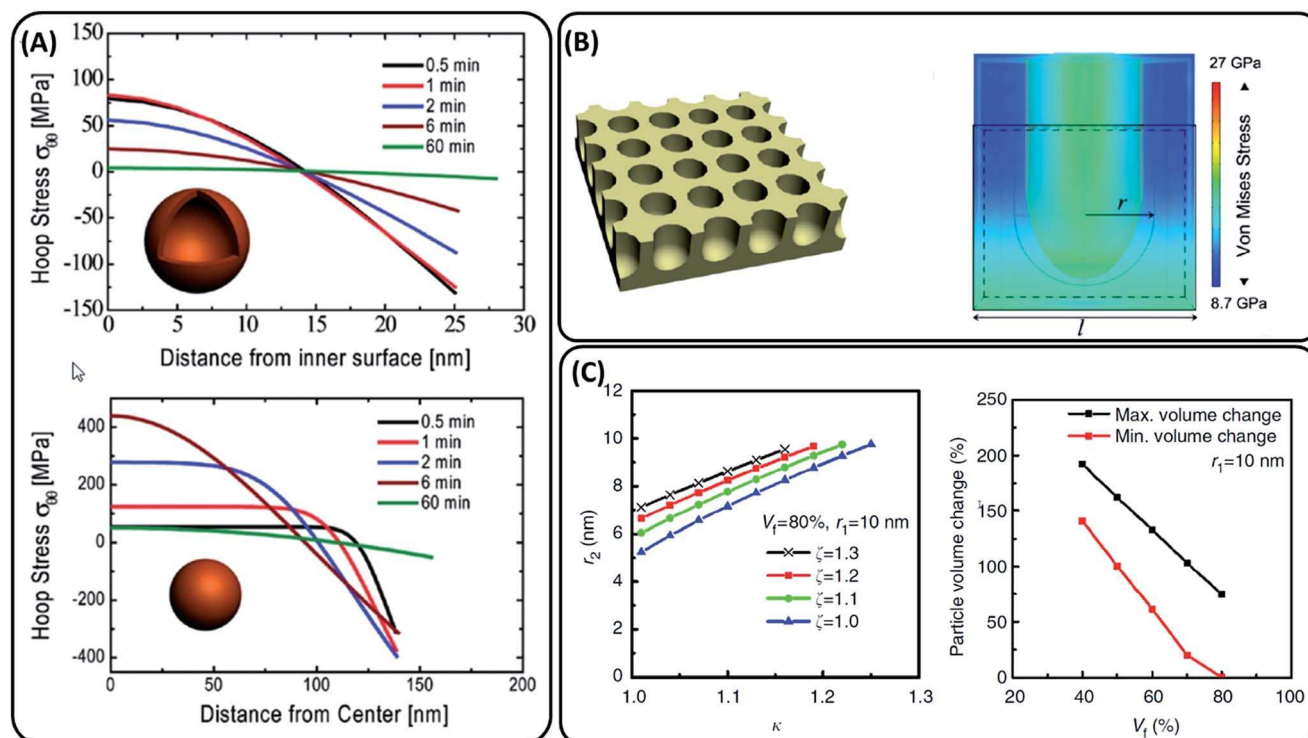 (A)
150
100
50
0
-50
-100
-150
Hoop Stress σθθ [MPa]
0.5 min
1 min
2 min
6 min
60 min
0 5 10 15 20 25 30
Distance from inner surface [nm]
400
200
0
-200
-400
Hoop Stress σθθ [MPa]
0.5 min
1 min
2 min
6 min
60 min
0 50 100 150 200
Distance from Center [nm]
(B)
r
l
27 GPa
Von Mises Stress
8.7 GPa
(C)
12
10
8
6
4
2
0
r₂ (nm)
Vf=80%, r₁=10 nm
ζ=1.3
ζ=1.2
ζ=1.1
ζ=1.0
1.0 1.1 1.2 1.3
κ
250
200
150
100
50
0
Particle volume change (%)
Max. volume change
Min. volume change
r₁=10 nm
20 40 60 80 100
Vf (%)